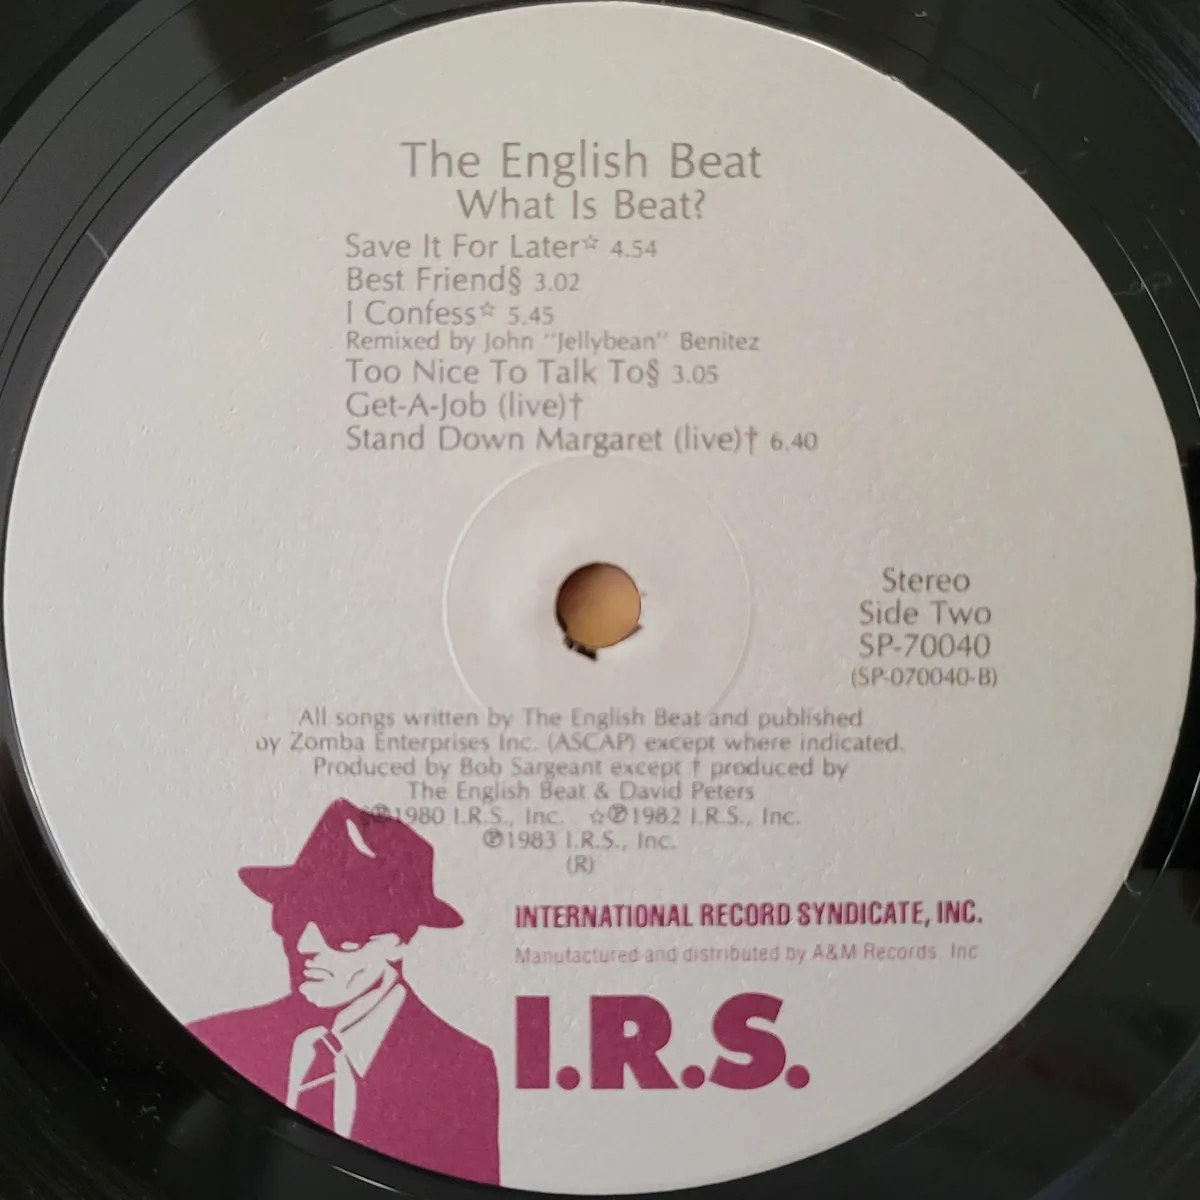 The English Beat
What Is Beat?
Save It For Later☆ 4.54
Best Friend§ 3.02
I Confess☆ 5.45
Remixed by John "Jellybean" Benitez
Too Nice To Talk To§ 3.05
Get-A-Job (live)†
Stand Down Margaret (live)† 6.40
Stereo
Side Two
SP-70040
(SP-070040-B)
All songs written by The English Beat and published
by Zomba Enterprises Inc. (ASCAP) except where indicated.
Produced by Bob Sargeant except † produced by
The English Beat & David Peters
§℗1980 I.R.S., Inc. ☆℗1982 I.R.S., Inc.
℗1983 I.R.S., Inc.
(R)
INTERNATIONAL RECORD SYNDICATE, INC.
Manufactured and distributed by A&M Records, Inc
I.R.S.